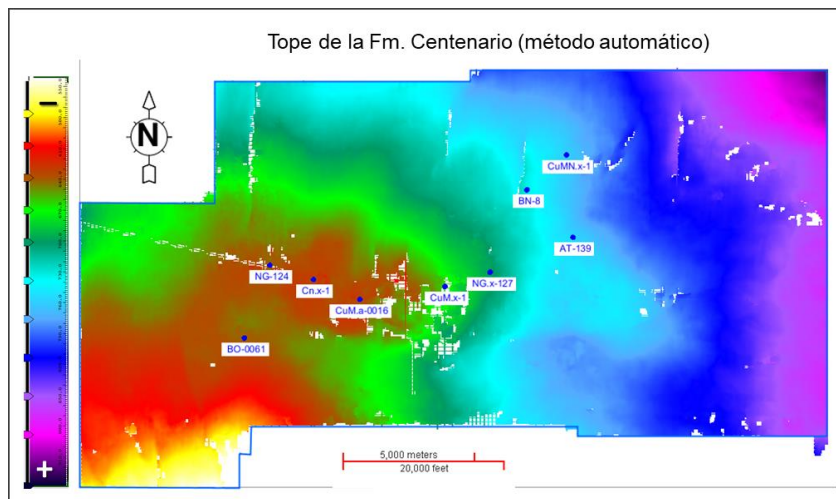 Tope de la Fm. Centenario (método automático)
−
N
CuMN.x-1
BN-8
AT-139
NG-124
NG.x-127
Cn.x-1
CuM.x-1
CuM.a-0016
BO-0061
5,000 meters
20,000 feet
+